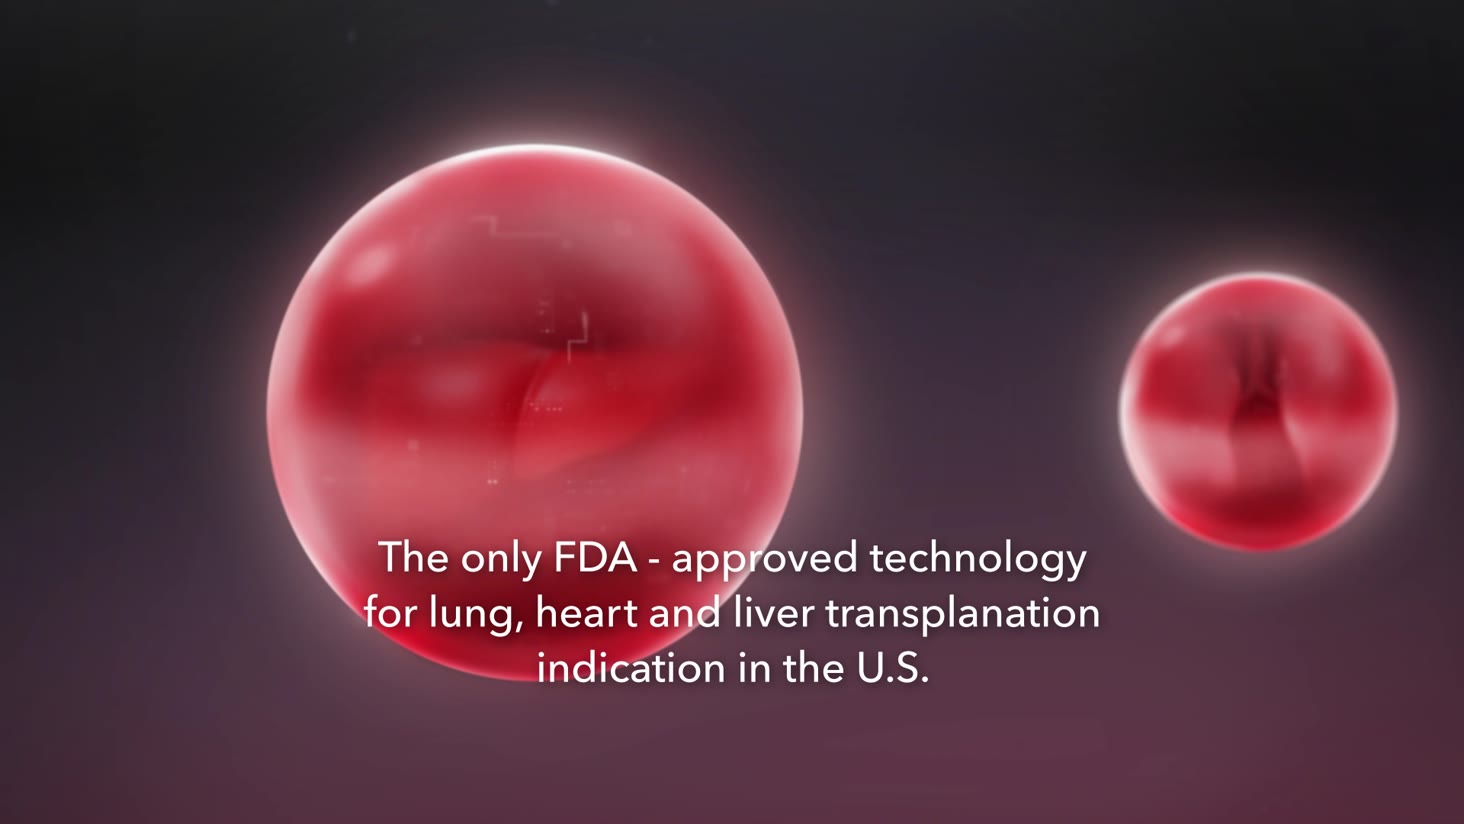 The only FDA - approved technology
for lung, heart and liver transplanation
indication in the U.S.